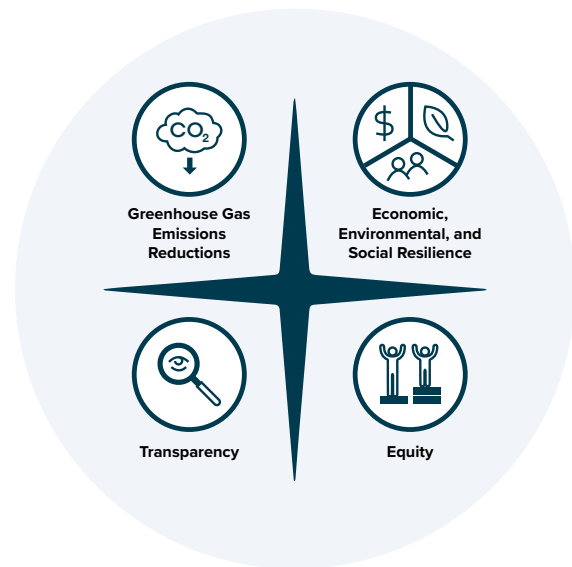 CO2
$
Greenhouse Gas
Emissions
Reductions
Economic,
Environmental, and
Social Resilience
Transparency
Equity